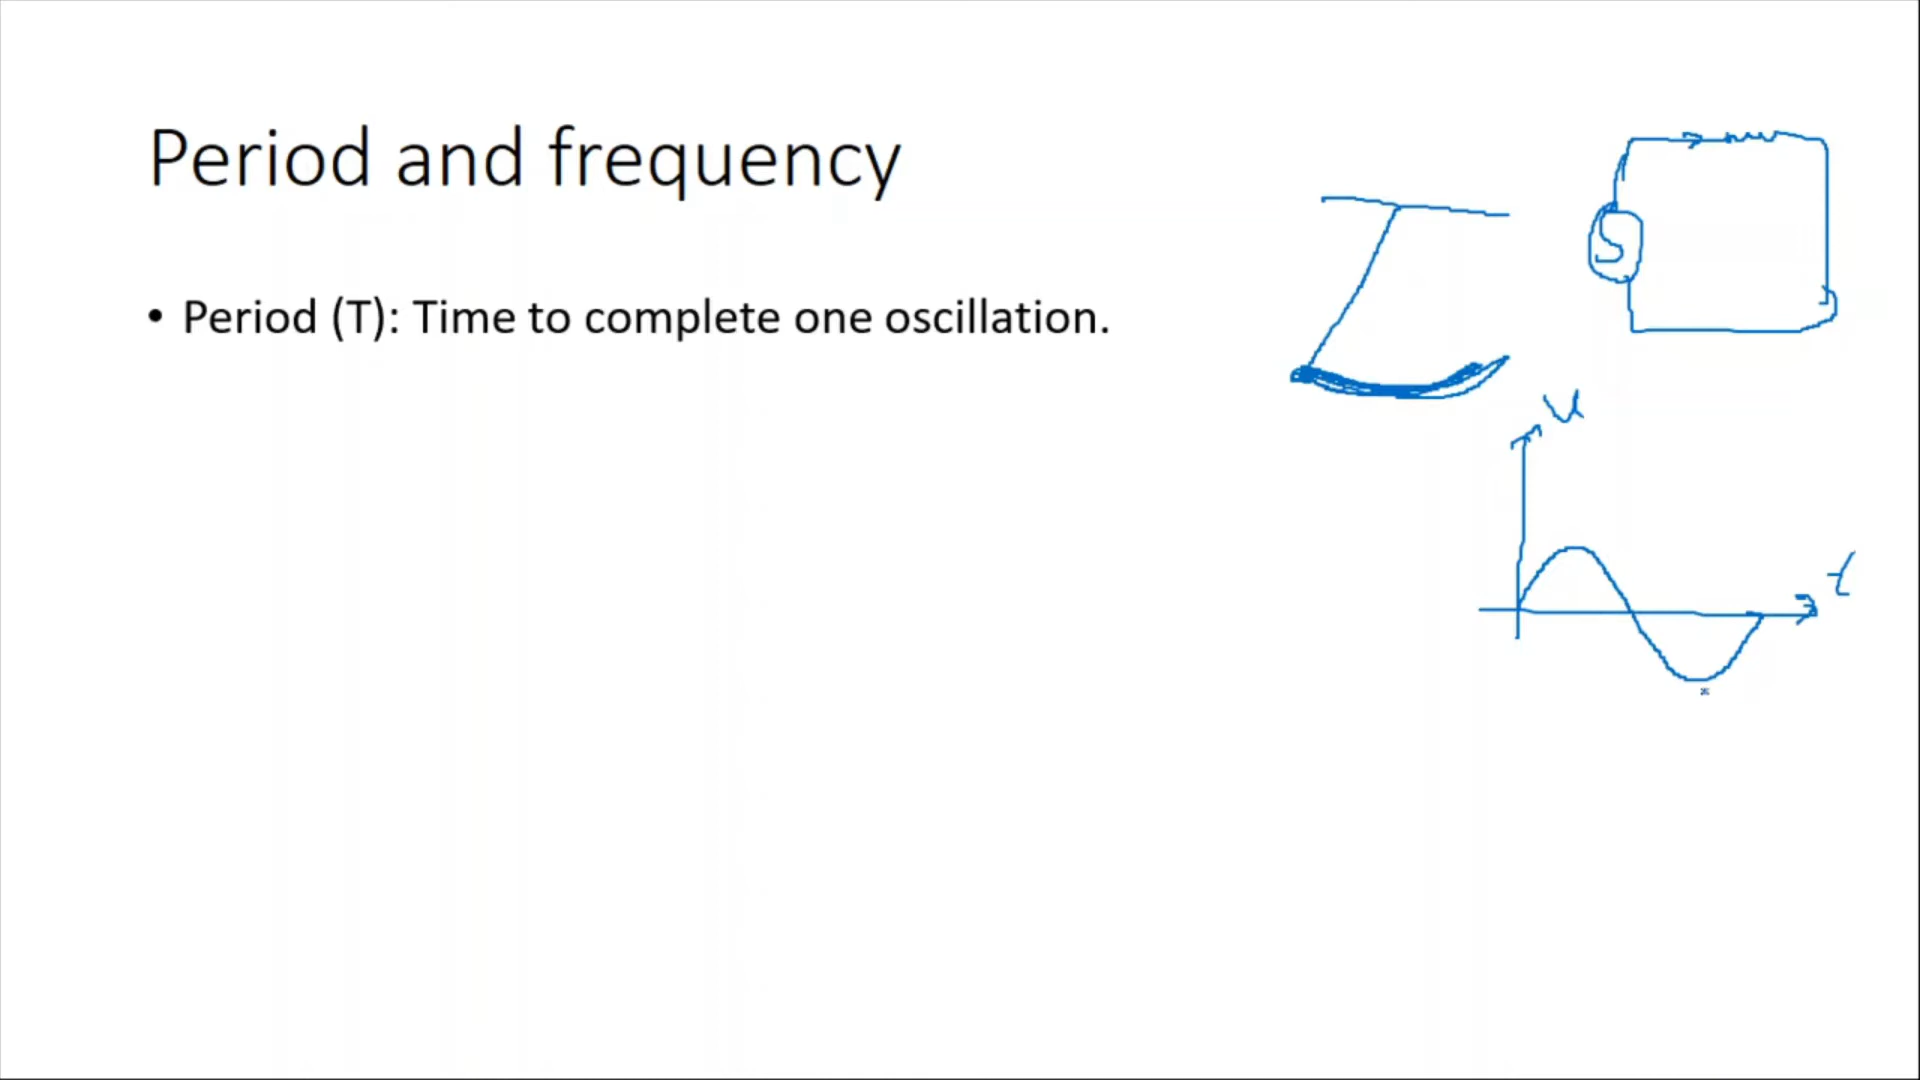 Period and frequency
• Period (T): Time to complete one oscillation.
S
u
t